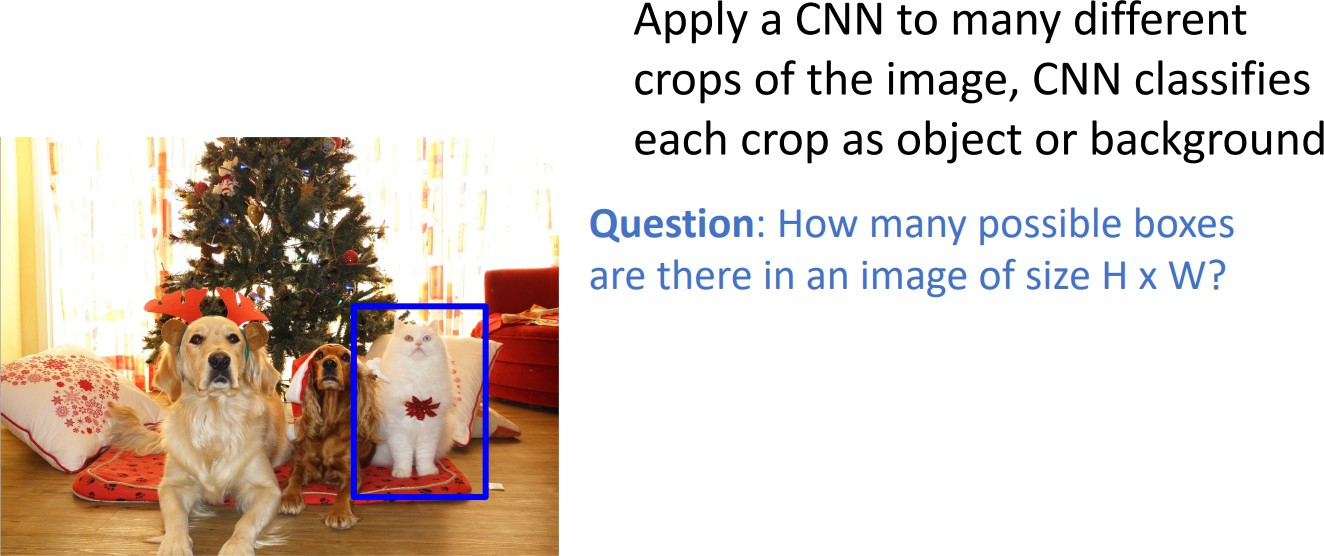 Apply a CNN to many different
crops of the image, CNN classifies
each crop as object or background
Question: How many possible boxes
are there in an image of size H x W?